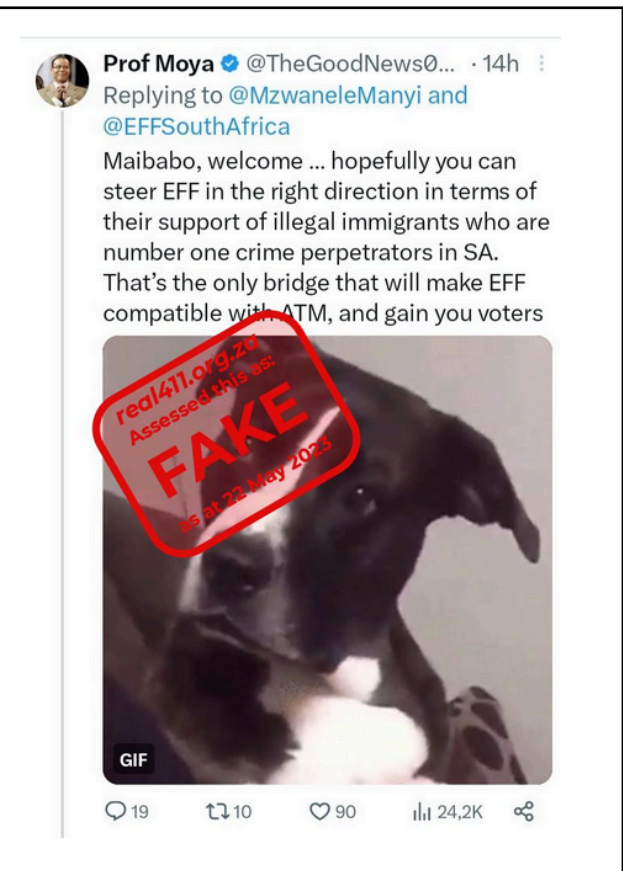 Prof Moya @TheGoodNews0... · 14h
Replying to @MzwaneleManyi and
@EFFSouthAfrica
Maibabo, welcome ... hopefully you can
steer EFF in the right direction in terms of
their support of illegal immigrants who are
number one crime perpetrators in SA.
That's the only bridge that will make EFF
compatible with ATM, and gain you voters
real411.org.za
Assessed this as:
FAKE
as at 22 May 2023
GIF
19 10 90 24,2K